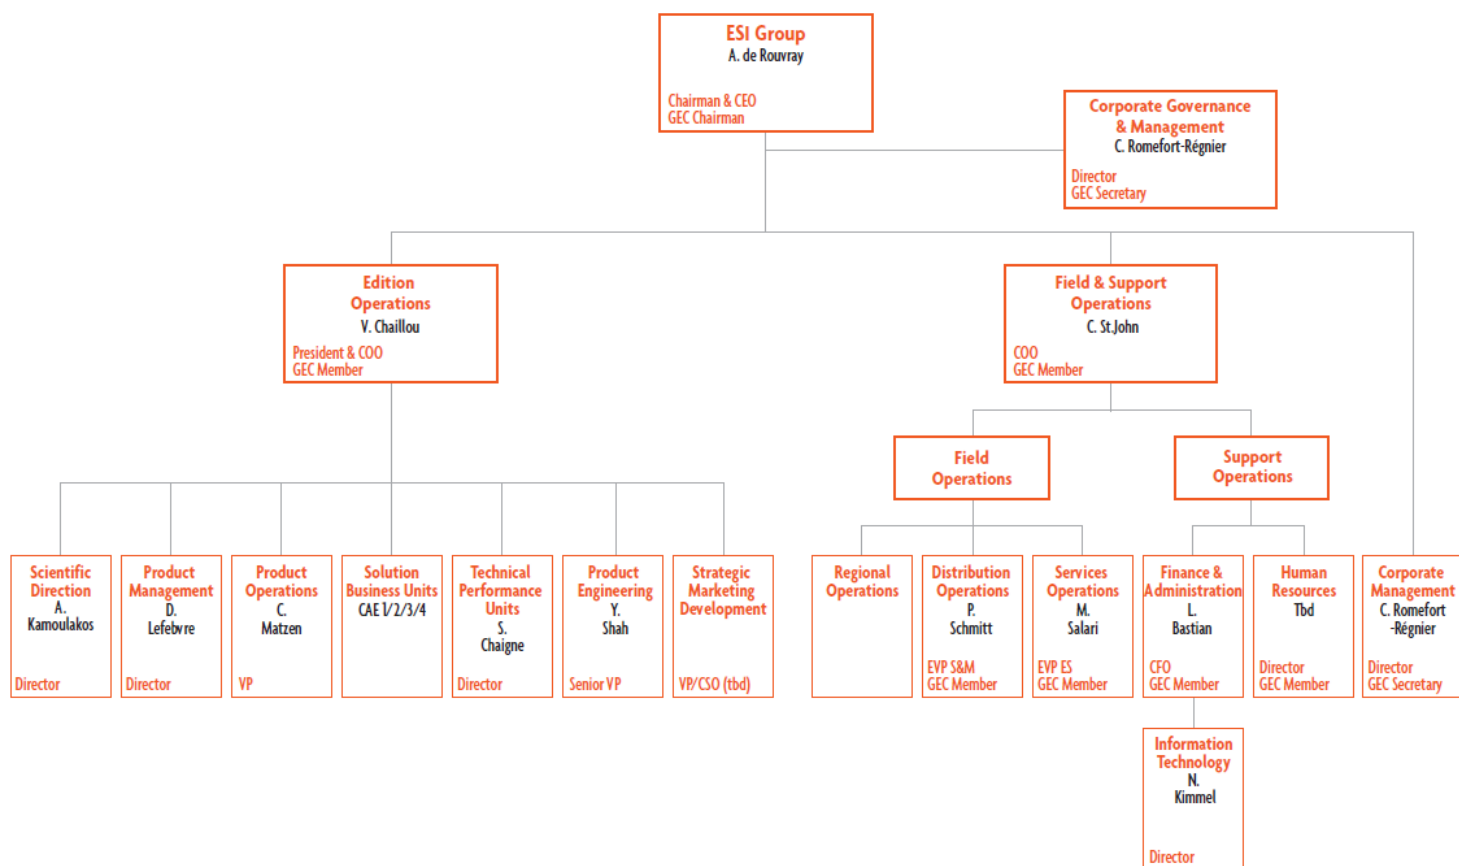 ESI Group
A. de Rouvray
Chairman & CEO
GEC Chairman
Corporate Governance
& Management
C. Romefort-Régnier
Director
GEC Secretary
Edition
Operations
V. Chaillou
President & COO
GEC Member
Field & Support
Operations
C. St.John
COO
GEC Member
Field
Operations
Support
Operations
Scientific
Direction
A.
Kamoulakos
Director
Product
Management
D.
Lefebvre
Director
Product
Operations
C.
Matzen
VP
Solution
Business Units
CAE 1/2/3/4
Technical
Performance
Units
S.
Chaigne
Director
Product
Engineering
Y.
Shah
Senior VP
Strategic
Marketing
Development
VP/CSO (tbd)
Regional
Operations
Distribution
Operations
P.
Schmitt
EVP S&M
GEC Member
Services
Operations
M.
Salari
EVP ES
GEC Member
Finance &
Administration
L.
Bastian
CFO
GEC Member
Human
Resources
Tbd
Director
GEC Member
Corporate
Management
C. Romefort
-Régnier
Director
GEC Secretary
Information
Technology
N.
Kimmel
Director